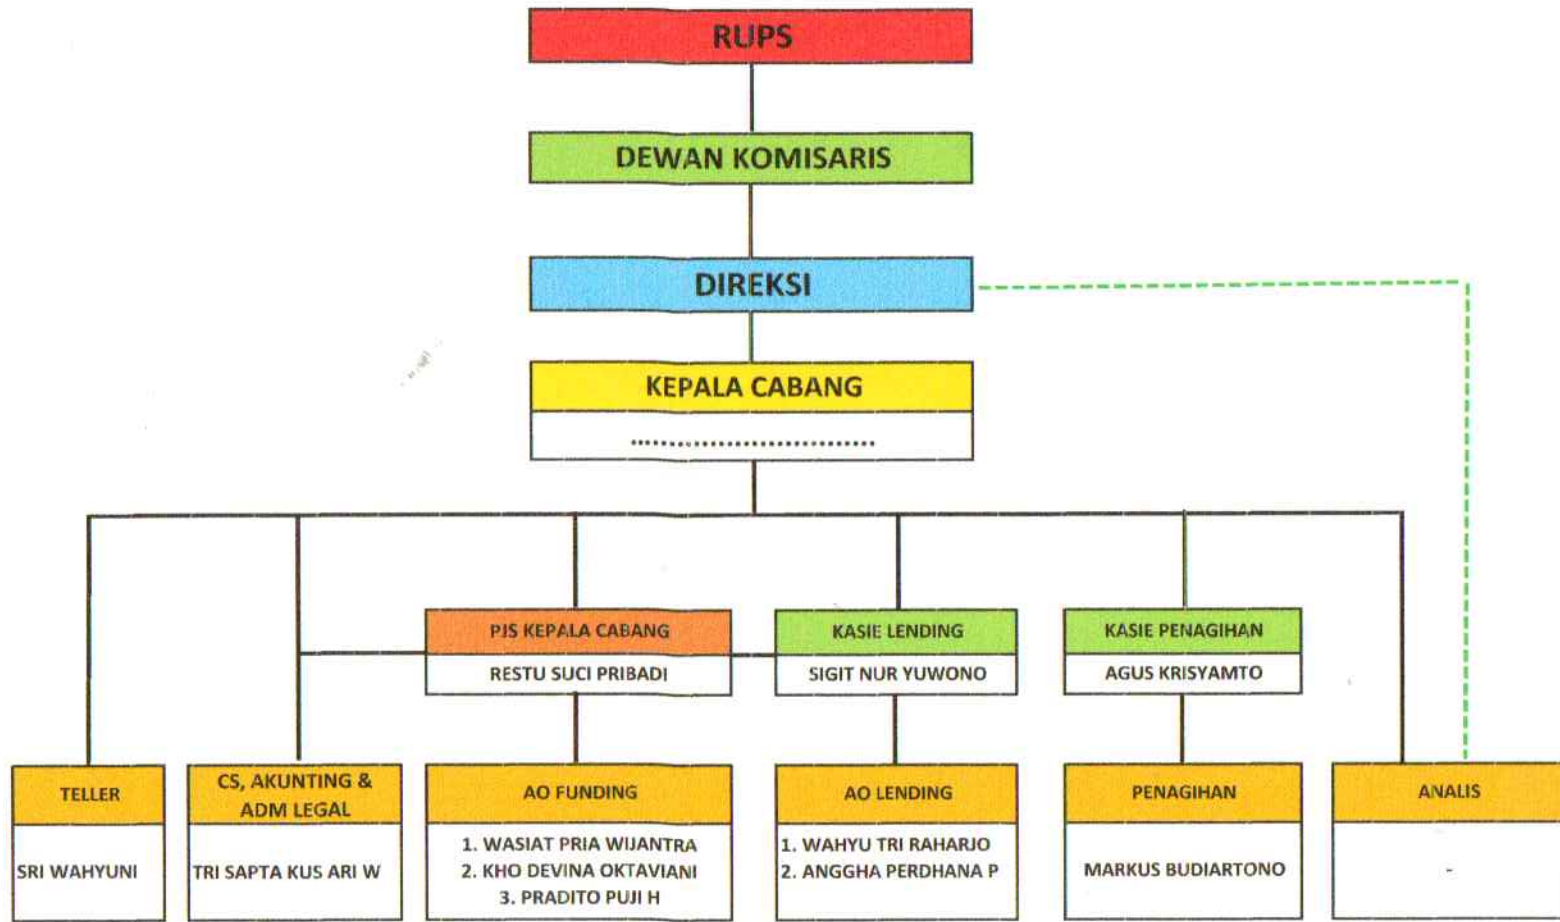 RUPS
DEWAN KOMISARIS
DIREKSI
KEPALA CABANG
................................
PJS KEPALA CABANG
RESTU SUCI PRIBADI
KASIE LENDING
SIGIT NUR YUWONO
KASIE PENAGIHAN
AGUS KRISYAMTO
TELLER
SRI WAHYUNI
CS, AKUNTING &
ADM LEGAL
TRI SAPTA KUS ARI W
AO FUNDING
1. WASIAT PRIA WIJANTRA
2. KHO DEVINA OKTAVIANI
3. PRADITO PUJI H
AO LENDING
1. WAHYU TRI RAHARJO
2. ANGGHA PERDHANA P
PENAGIHAN
MARKUS BUDIARTONO
ANALIS
-